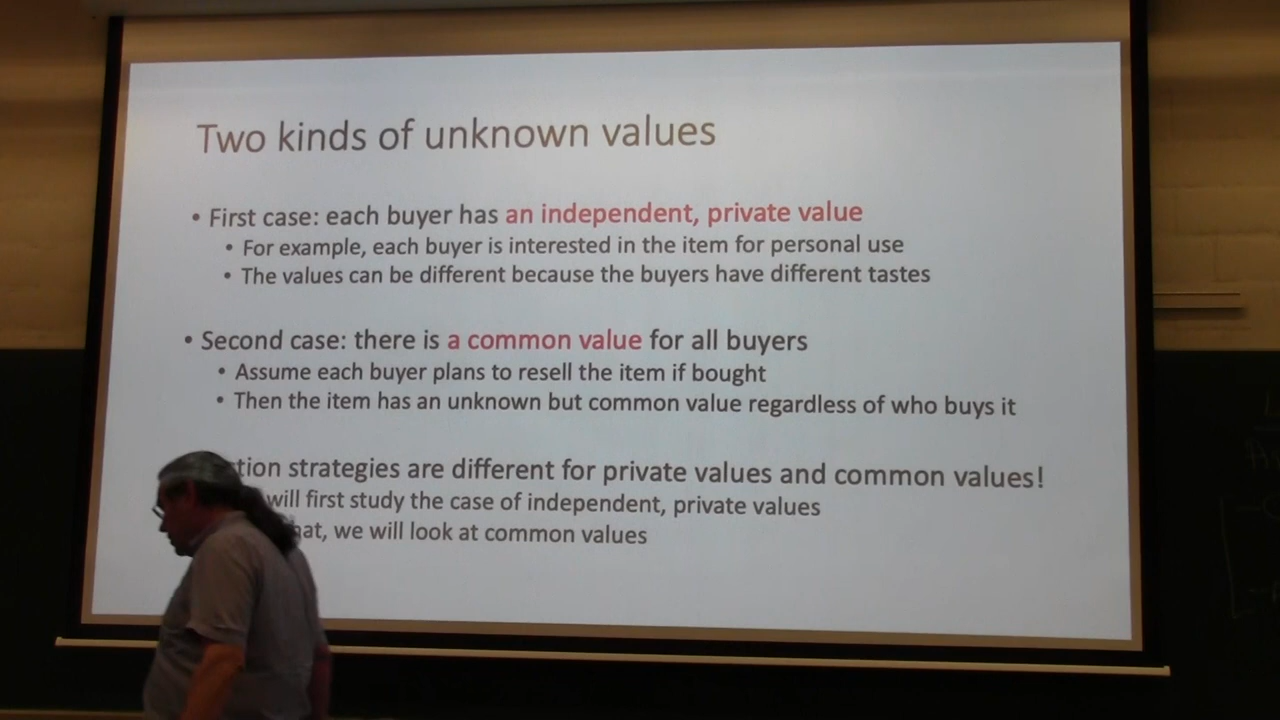 Two kinds of unknown values
• First case: each buyer has an independent, private value
• For example, each buyer is interested in the item for personal use
• The values can be different because the buyers have different tastes
• Second case: there is a common value for all buyers
• Assume each buyer plans to resell the item if bought
• Then the item has an unknown but common value regardless of who buys it
strategies are different for private values and common values!
will first study the case of independent, private values
we will look at common values